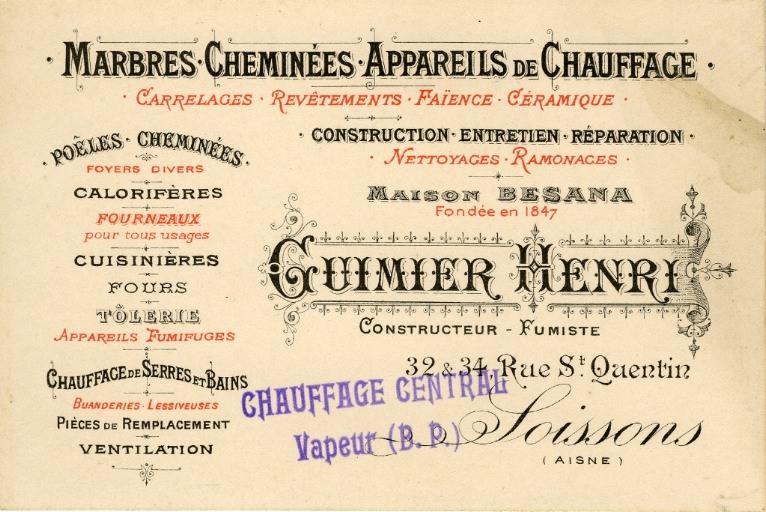 · MARBRES · CHEMINÉES · APPAREILS DE CHAUFFAGE ·
· CARRELAGES · REVÊTEMENTS · FAÏENCE · CÉRAMIQUE ·
· CONSTRUCTION · ENTRETIEN · RÉPARATION ·
· NETTOYAGES · RAMONAGES ·
MAISON BESANA
Fondée en 1847
GUIMIER HENRI
CONSTRUCTEUR - FUMISTE
32 & 34, Rue St Quentin
Soissons
(AISNE)
· POÊLES · CHEMINÉES ·
FOYERS DIVERS
CALORIFÈRES
FOURNEAUX
pour tous usages
CUISINIÈRES
FOURS
TÔLERIE
APPAREILS FUMIFUGES
CHAUFFAGE DE SERRES ET BAINS
BUANDERIES - LESSIVEUSES
PIÈCES DE REMPLACEMENT
VENTILATION
CHAUFFAGE CENTRAL
Vapeur (B. P.)